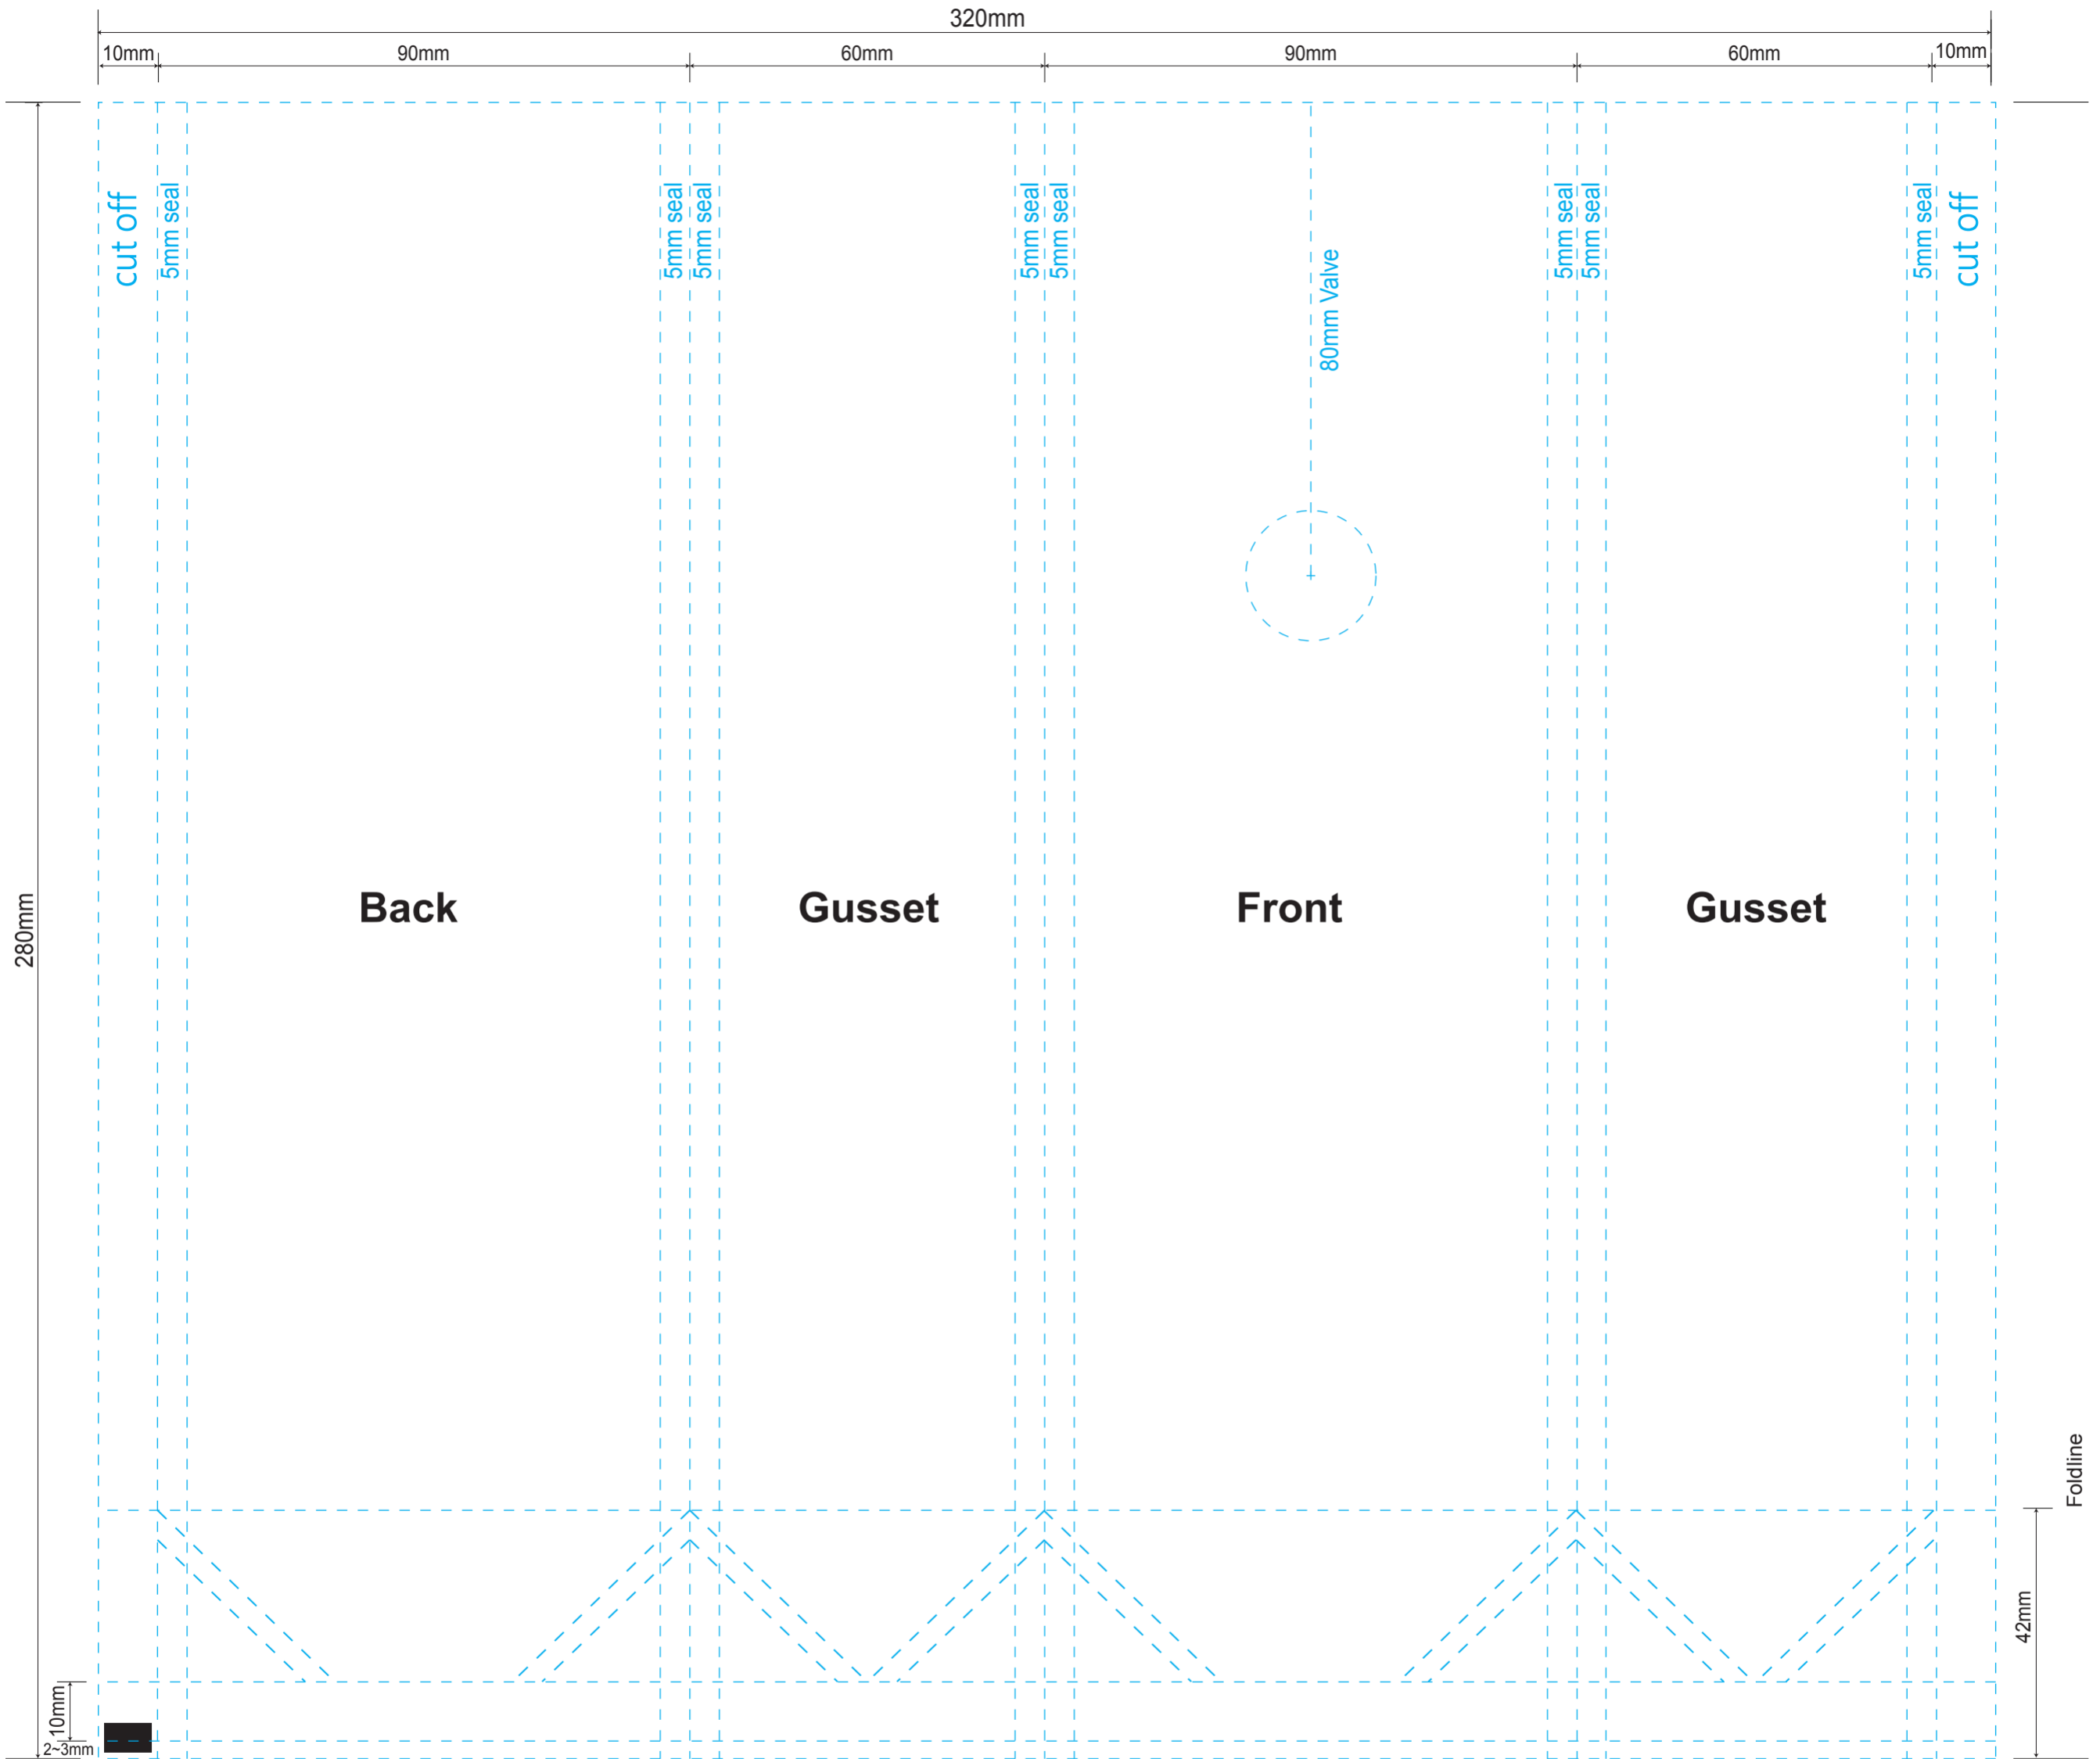 320mm
10mm 90mm 60mm 90mm 60mm 10mm
cut off
5mm seal
5mm seal
5mm seal
5mm seal
5mm seal
5mm seal
5mm seal
5mm seal
cut off
80mm Valve
280mm
Back Gusset Front Gusset
Foldline
42mm
10mm
2~3mm